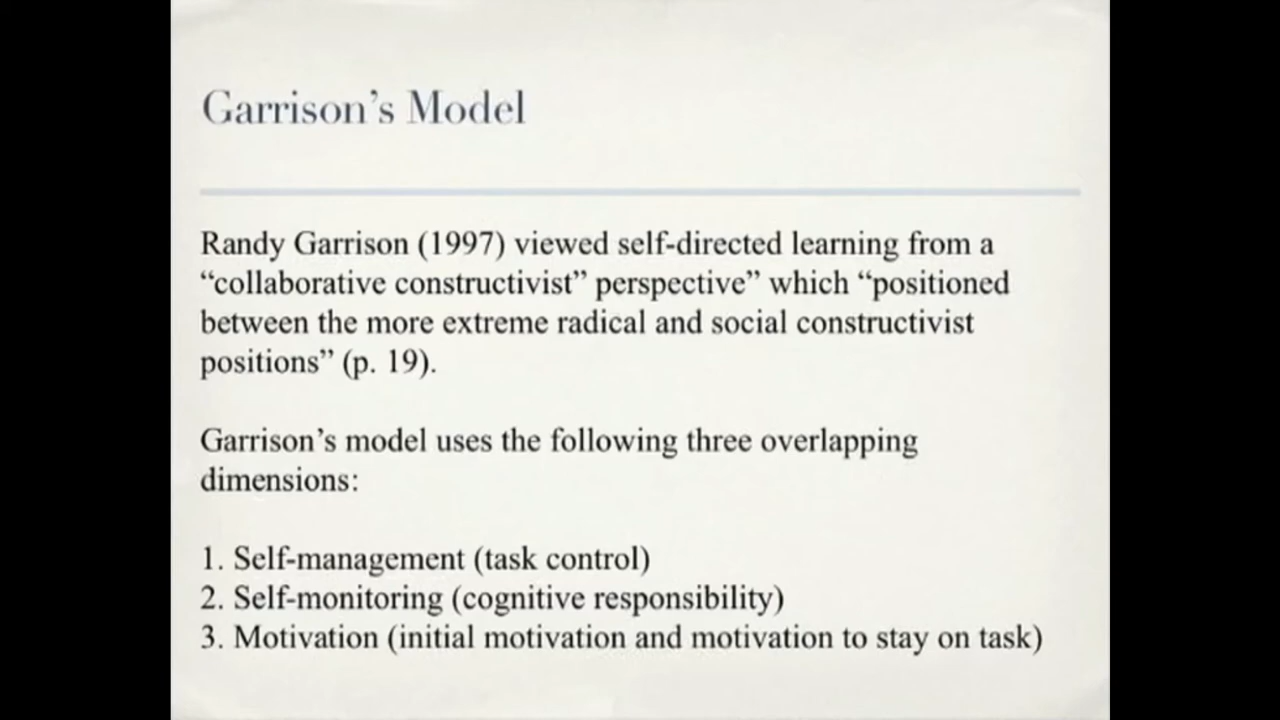 Garrison’s Model
Randy Garrison (1997) viewed self-directed learning from a
“collaborative constructivist” perspective” which “positioned
between the more extreme radical and social constructivist
positions” (p. 19).
Garrison’s model uses the following three overlapping
dimensions:
1. Self-management (task control)
2. Self-monitoring (cognitive responsibility)
3. Motivation (initial motivation and motivation to stay on task)